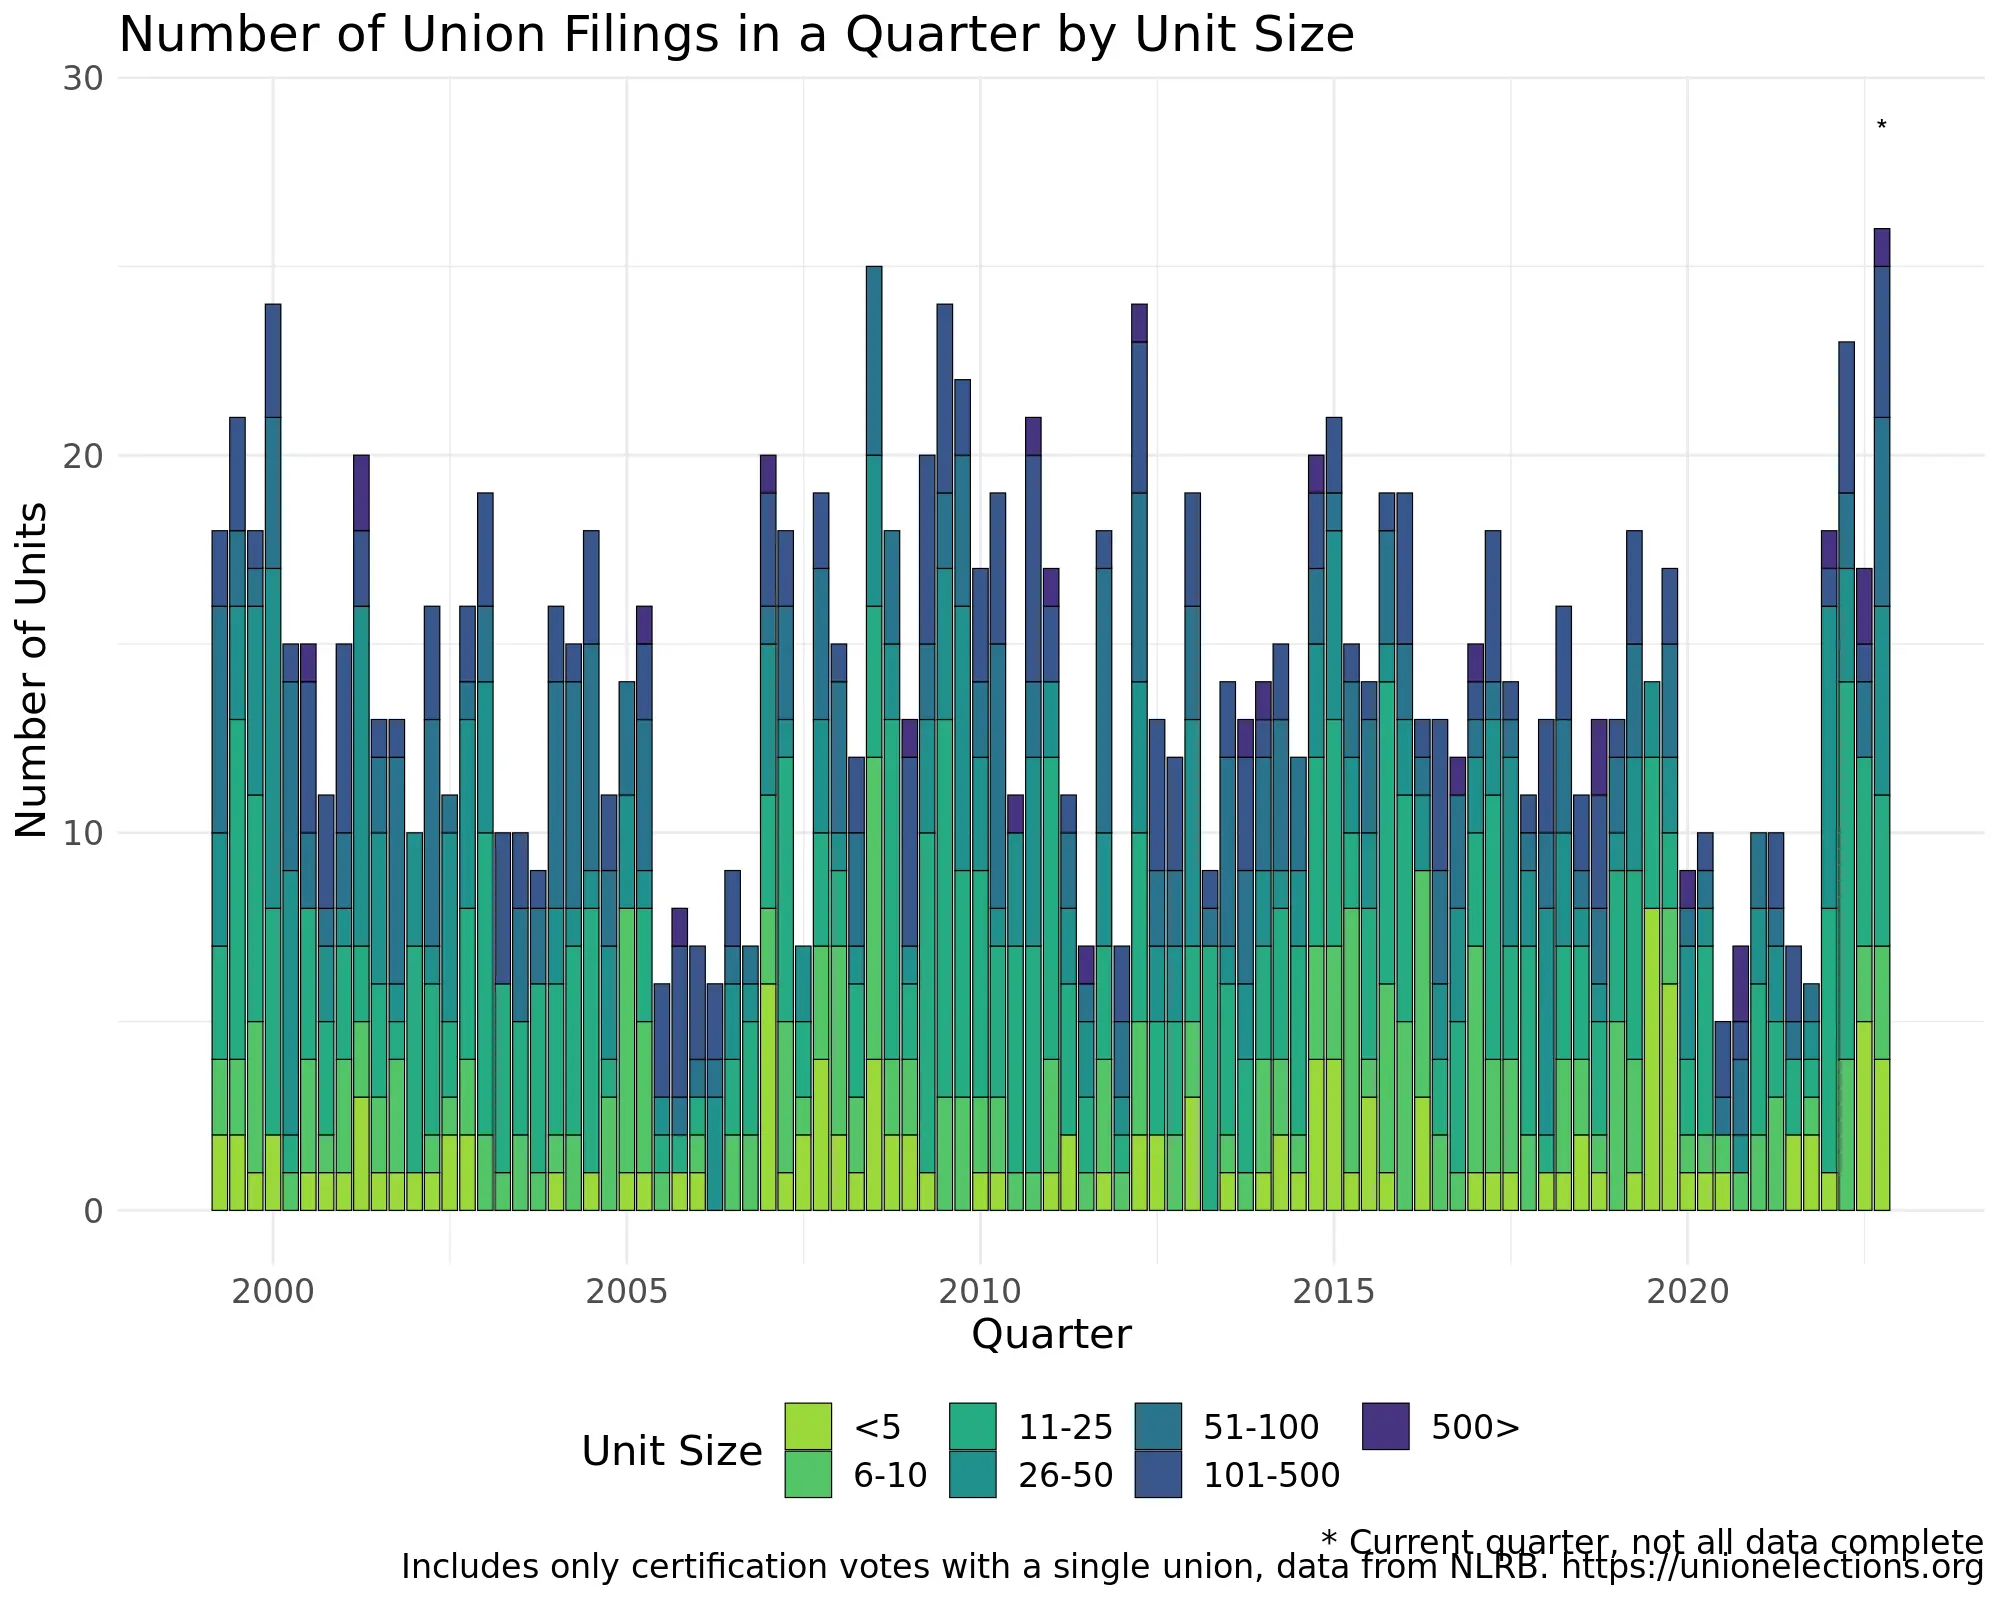 Number of Union Filings in a Quarter by Unit Size
30
*
20
10
0
Number of Units
2000 2005 2010 2015 2020
Quarter
Unit Size
<5 11-25 51-100 500>
6-10 26-50 101-500
* Current quarter, not all data complete
Includes only certification votes with a single union, data from NLRB. https://unionelections.org